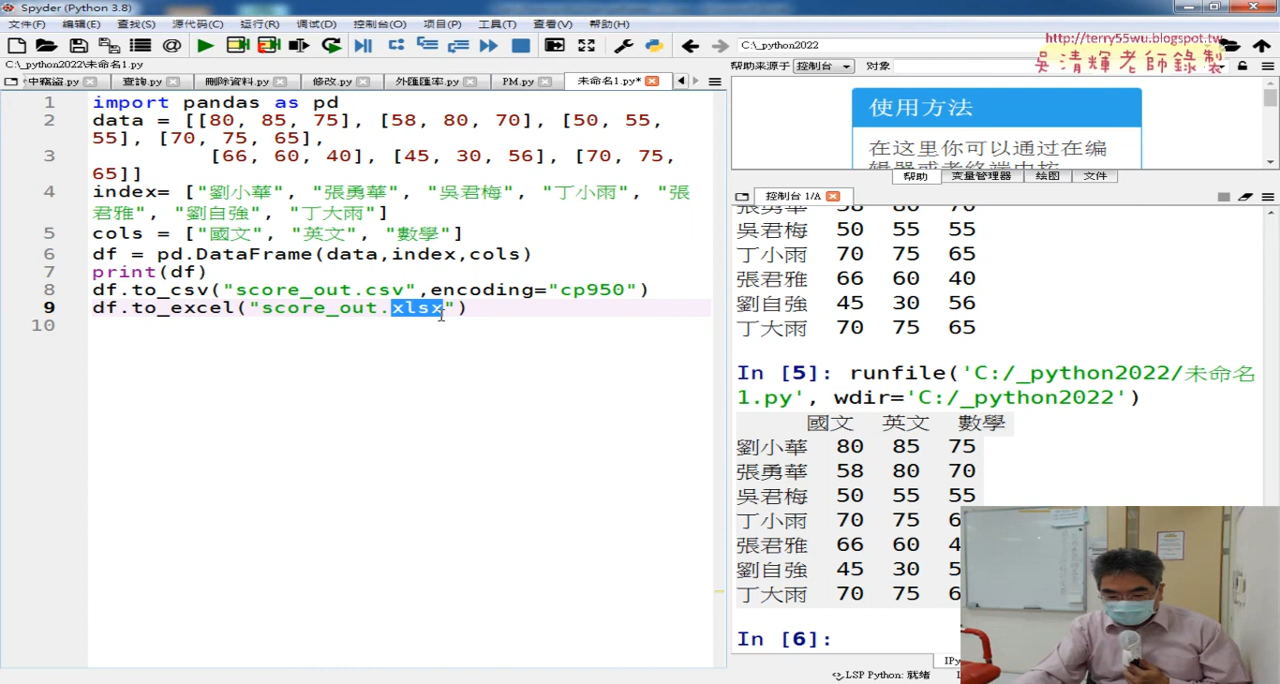 Spyder (Python 3.8)
文件(F) 编辑(E) 查找(S) 源代码(C) 运行(R) 调试(D) 控制台(O) 项目(P) 工具(T) 查看(V) 帮助(H)
C:\_python2022
http://terry55wu.blogspot.tw
吳清輝老師錄製
C:\_python2022\未命名1.py
中竊盜.py 查詢.py 刪除資料.py 修改.py 外匯匯率.py PM.py 未命名1.py*
帮助来源于 控制台 对象
1 import pandas as pd
2 data = [[80, 85, 75], [58, 80, 70], [50, 55,
55], [70, 75, 65],
3 [66, 60, 40], [45, 30, 56], [70, 75,
65]]
4 index= ["劉小華", "張勇華", "吳君梅", "丁小雨", "張
君雅", "劉自強", "丁大雨"]
5 cols = ["國文", "英文", "數學"]
6 df = pd.DataFrame(data,index,cols)
7 print(df)
8 df.to_csv("score_out.csv",encoding="cp950")
9 df.to_excel("score_out.xlsx")
10
使用方法
在这里你可以通过在编
帮助 变量管理器 绘图 文件
控制台 1/A
張勇華 58 80 70
吳君梅 50 55 55
丁小雨 70 75 65
張君雅 66 60 40
劉自強 45 30 56
丁大雨 70 75 65
In [5]: runfile('C:/_python2022/未命名
1.py', wdir='C:/_python2022')
國文 英文 數學
劉小華 80 85 75
張勇華 58 80 70
吳君梅 50 55 55
丁小雨 70 75 6
張君雅 66 60 4
劉自強 45 30 5
丁大雨 70 75 6
In [6]:
LSP Python: 就绪